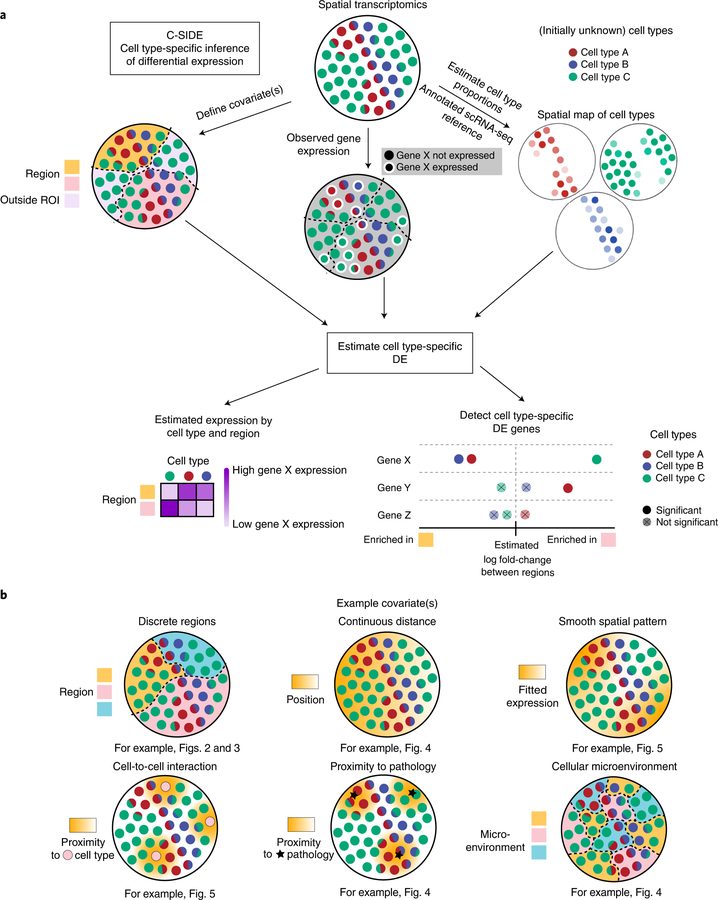 a
C-SIDE
Cell type-specific inference
of differential expression
Spatial transcriptomics
(Initially unknown) cell types
Cell type A
Cell type B
Cell type C
Define covariate(s)
Estimate cell type
proportions
Annotated scRNA-seq
reference
Observed gene
expression
Gene X not expressed
Gene X expressed
Spatial map of cell types
Region
Outside ROI
Estimate cell type-specific
DE
Estimated expression by
cell type and region
Cell type
Region
High gene X expression
Low gene X expression
Detect cell type-specific
DE genes
Gene X
Gene Y
Gene Z
Enriched in
Estimated
log fold-change
between regions
Enriched in
Cell types
Cell type A
Cell type B
Cell type C
Significant
Not significant
b
Example covariate(s)
Discrete regions
Region
For example, Figs. 2 and 3
Continuous distance
Position
For example, Fig. 4
Smooth spatial pattern
Fitted
expression
For example, Fig. 5
Cell-to-cell interaction
Proximity
to cell type
For example, Fig. 5
Proximity to pathology
Proximity
to pathology
For example, Fig. 4
Cellular microenvironment
Micro-
environment
For example, Fig. 4